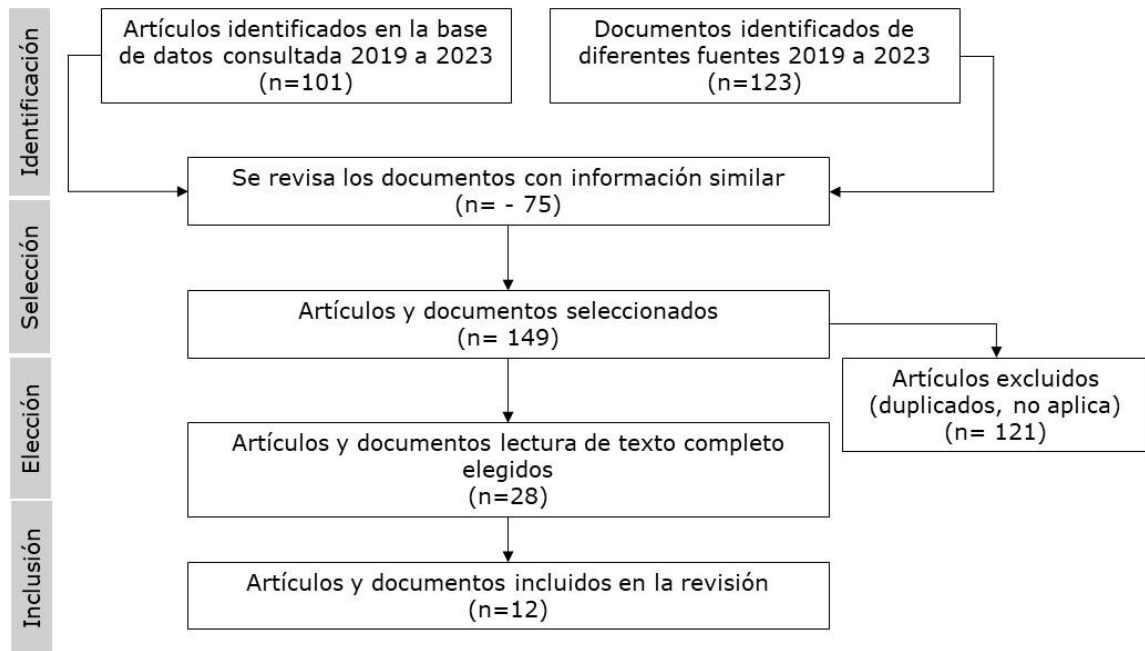 Identificación
Artículos identificados en la base
de datos consultada 2019 a 2023
(n=101)
Documentos identificados de
diferentes fuentes 2019 a 2023
(n=123)
Se revisa los documentos con información similar
(n= - 75)
Selección
Artículos y documentos seleccionados
(n= 149)
Artículos excluidos
(duplicados, no aplica)
(n= 121)
Elección
Artículos y documentos lectura de texto completo
elegidos
(n=28)
Inclusión
Artículos y documentos incluidos en la revisión
(n=12)